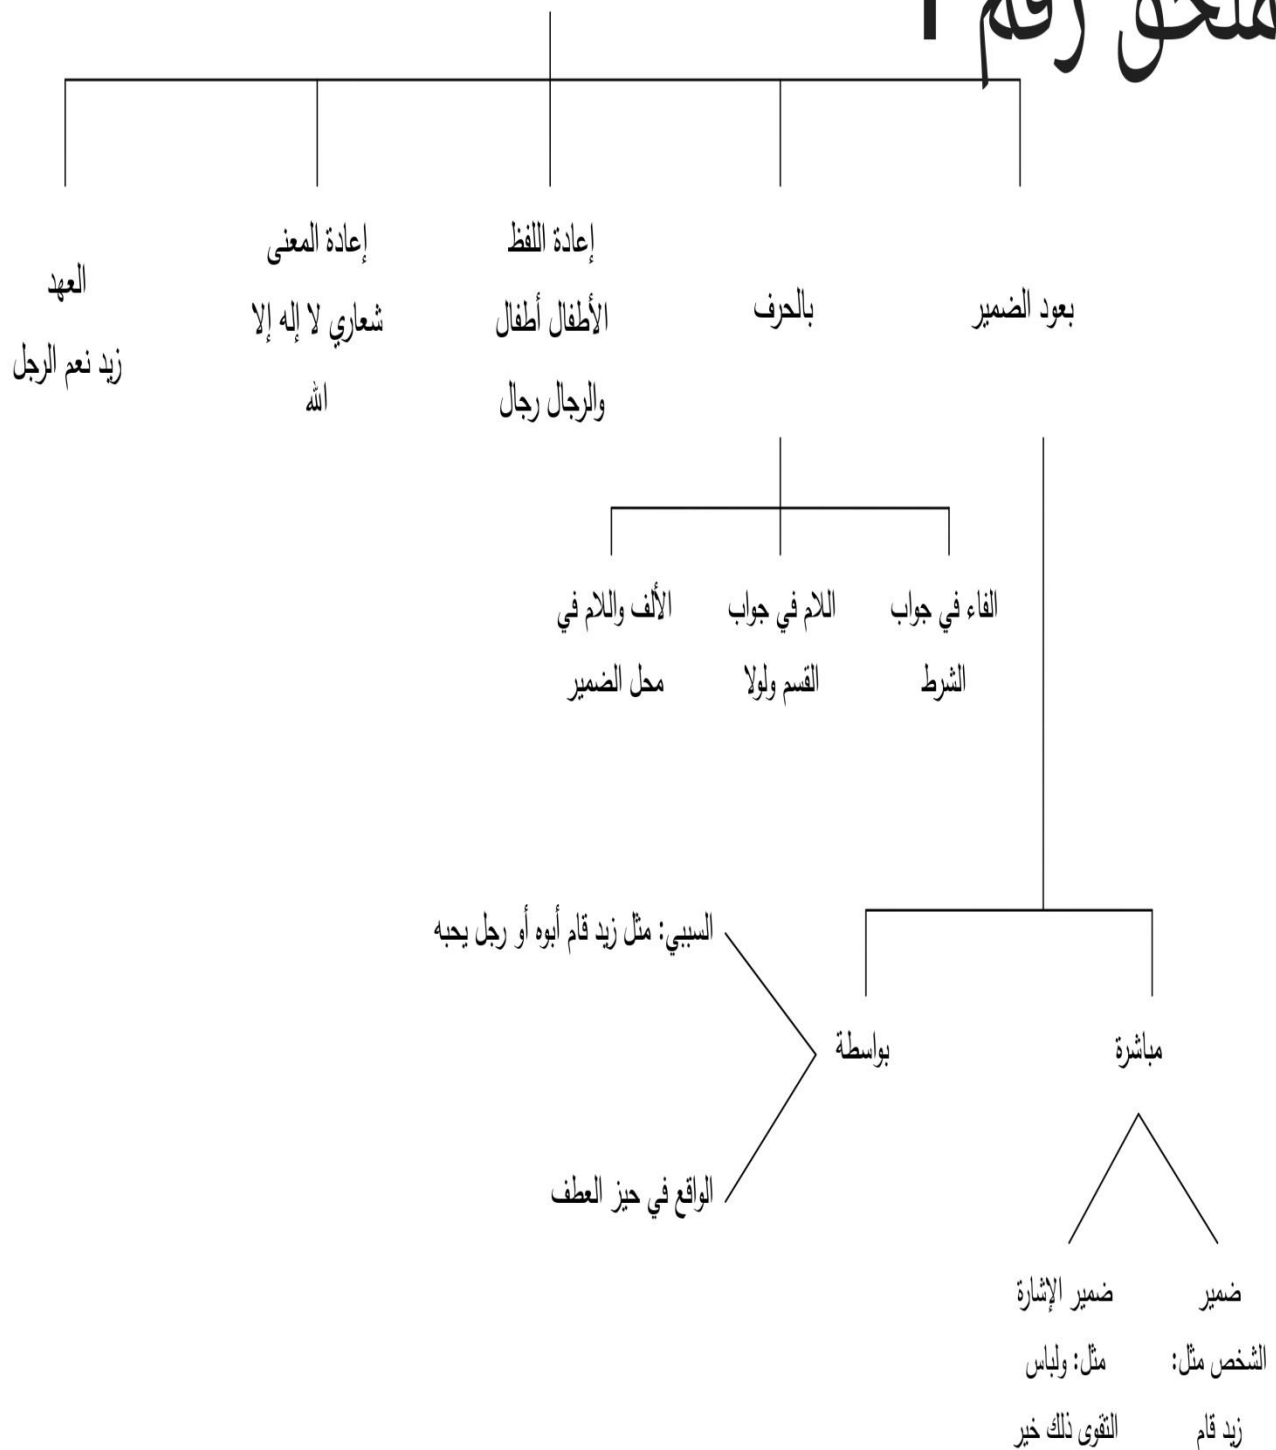 ملحق رقم 1
بعود الضمير
بالحرف
إعادة اللفظ
الأطفال أطفال
والرجال رجال
إعادة المعنى
شعاري لا إله إلا
الله
العهد
زيد نعم الرجل
الفاء في جواب
الشرط
اللام في جواب
القسم ولولا
الألف واللام في
محل الضمير
مباشرة
بواسطة
السببي: مثل زيد قام أبوه أو رجل يحبه
الواقع في حيز العطف
ضمير
الشخص مثل:
زيد قام
ضمير الإشارة
مثل: ولباس
التقوى ذلك خير